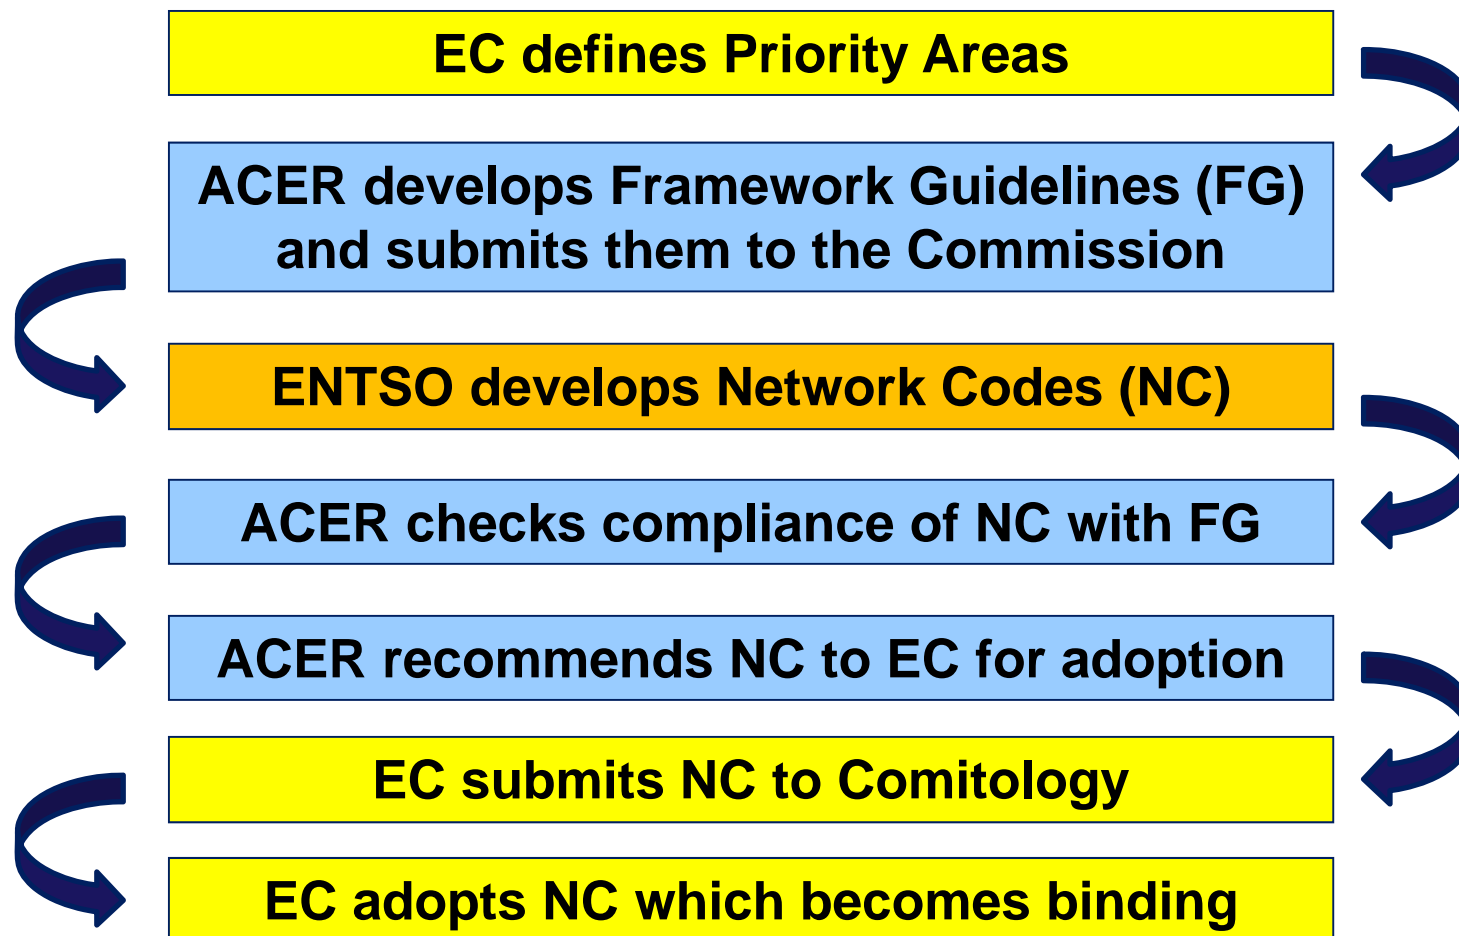 EC defines Priority Areas
ACER develops Framework Guidelines (FG)
and submits them to the Commission
ENTSO develops Network Codes (NC)
ACER checks compliance of NC with FG
ACER recommends NC to EC for adoption
EC submits NC to Comitology
EC adopts NC which becomes binding